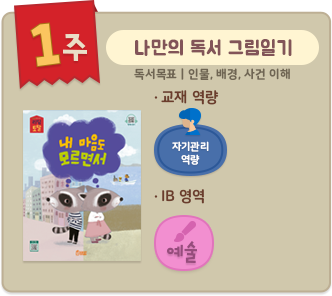 1주
나만의 독서 그림일기
독서목표 | 인물, 배경, 사건 이해
· 교재 역량
내 마음도
모르면서
자기관리
역량
· IB 영역
예술